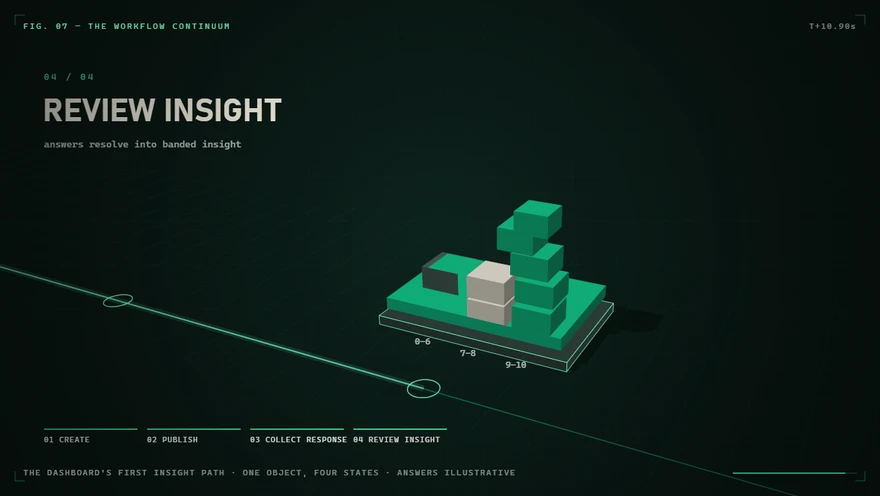 FIG. 07 — THE WORKFLOW CONTINUUM
T+10.90s
04 / 04
REVIEW INSIGHT
answers resolve into banded insight
0–6
7–8
9–10
01 CREATE
02 PUBLISH
03 COLLECT RESPONSE
04 REVIEW INSIGHT
THE DASHBOARD'S FIRST INSIGHT PATH · ONE OBJECT, FOUR STATES · ANSWERS ILLUSTRATIVE